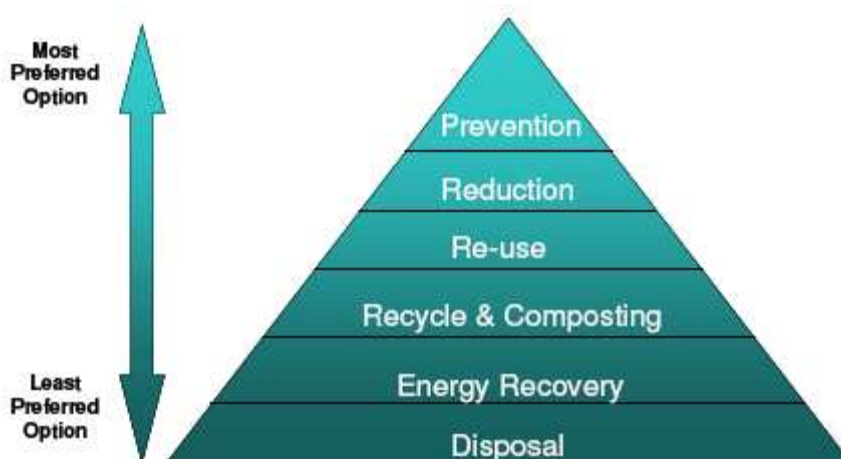 Most
Preferred
Option
Prevention
Reduction
Re-use
Recycle & Composting
Energy Recovery
Disposal
Least
Preferred
Option